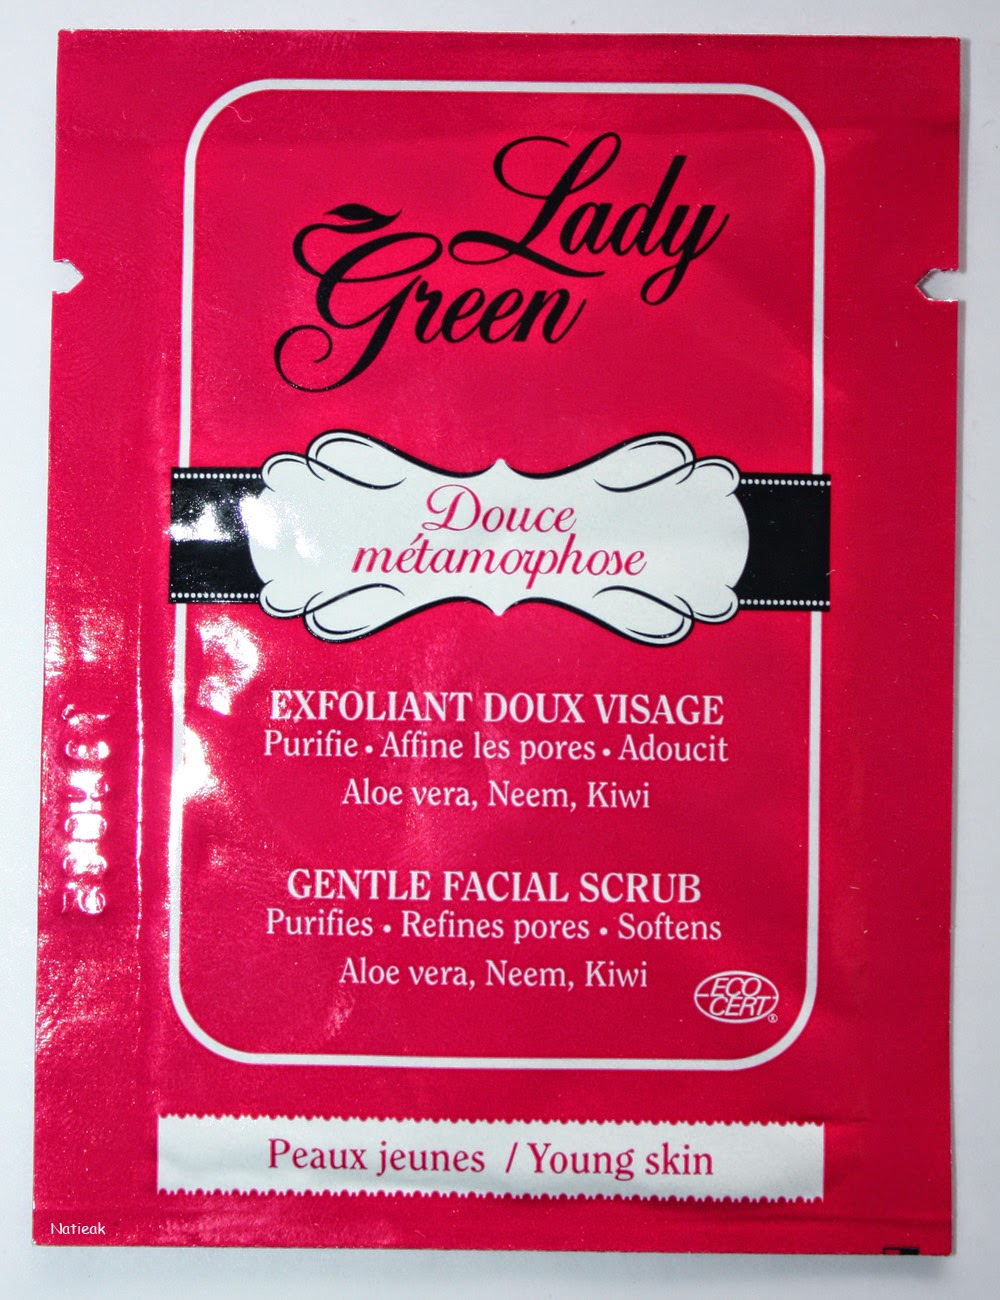 Lady
Green
Douce
métamorphose
EXFOLIANT DOUX VISAGE
Purifie • Affine les pores • Adoucit
Aloe vera, Neem, Kiwi
GENTLE FACIAL SCRUB
Purifies • Refines pores • Softens
Aloe vera, Neem, Kiwi
ECO
CERT®
Peaux jeunes / Young skin
Natieak